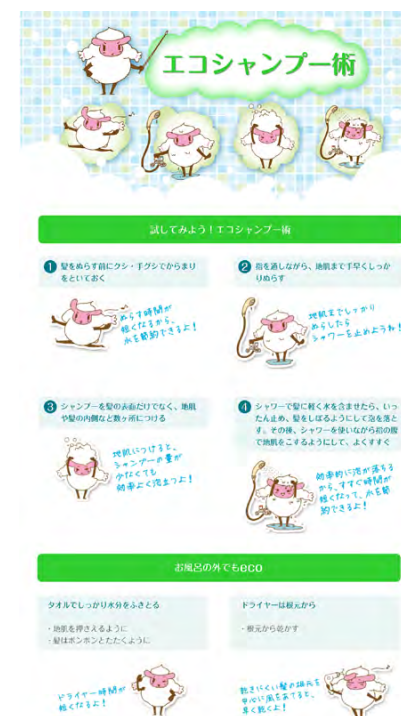 エコシャンプー術
試してみよう！エコシャンプー術
1 髪をぬらす前にクシ・手グシでからまり
をといておく
ぬらす時間が
短くなるから、
水を節約できるよ！
2 指を通しながら、地肌まで手早くしっか
りぬらす
地肌までしっかり
ぬらしたら
シャワーを止めようね！
3 シャンプーを髪の表面だけでなく、地肌
や髪の内側など数ヶ所につける
地肌につけると、
シャンプーの量が
少なくても
効率よく泡立つよ！
4 シャワーで髪に軽く水を含ませたら、いっ
たん止め、髪をしぼるようにして泡を落と
す。その後、シャワーを使いながら指の腹
で地肌をこするようにして、よくすすぐ
効率的に泡が落ちる
から、すすぐ時間が
短くなって、水を節
約できるよ！
お風呂の外でもeco
タオルでしっかり水分をふきとる
・地肌を押さえるように
・髪はポンポンとたたくように
ドライヤー時間が
短くなるよ！
ドライヤーは根元から
・根元から乾かす
乾きにくい髪の根元を
中心に風をあてると、
早く乾くよ！